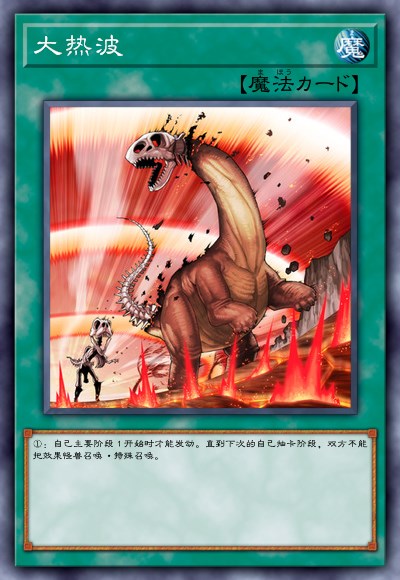 大热波
魔
【魔法カード】
ま ほう
①：自己主要阶段1开始时才能发动。直到下次的自己抽卡阶段，双方不能
把效果怪兽召唤·特殊召唤。